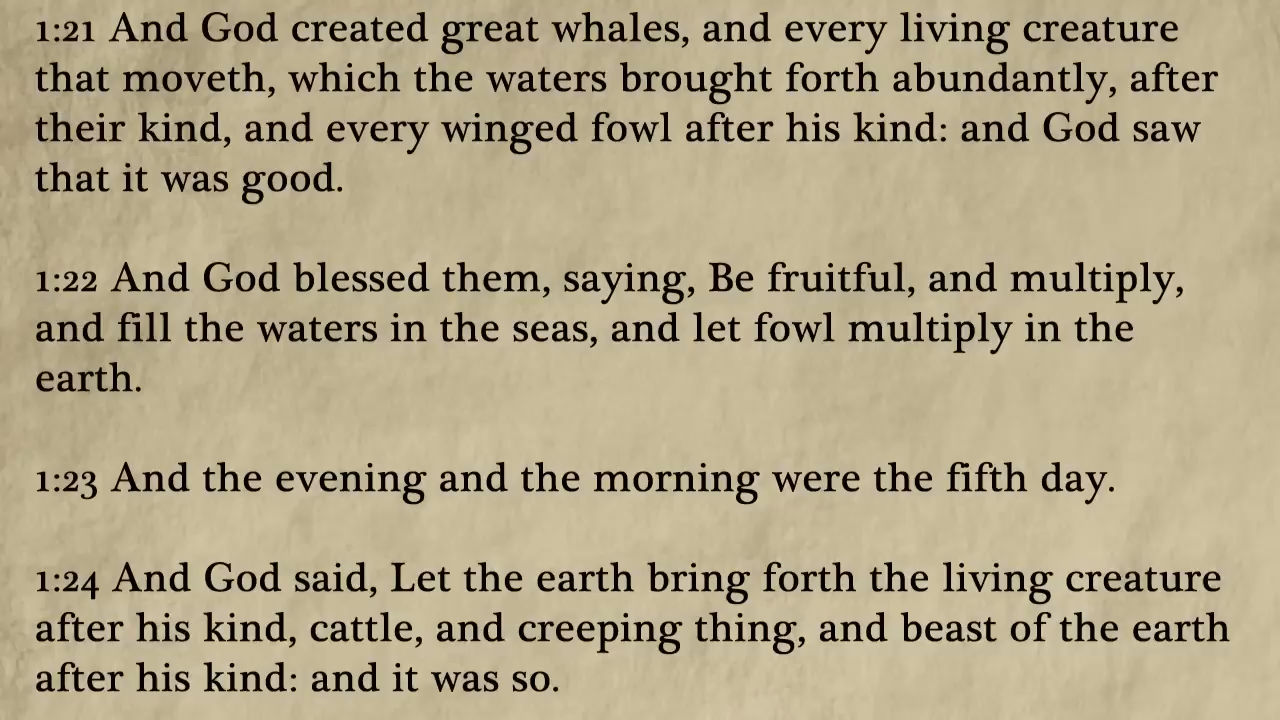 1:21 And God created great whales, and every living creature
that moveth, which the waters brought forth abundantly, after
their kind, and every winged fowl after his kind: and God saw
that it was good.
1:22 And God blessed them, saying, Be fruitful, and multiply,
and fill the waters in the seas, and let fowl multiply in the
earth.
1:23 And the evening and the morning were the fifth day.
1:24 And God said, Let the earth bring forth the living creature
after his kind, cattle, and creeping thing, and beast of the earth
after his kind: and it was so.